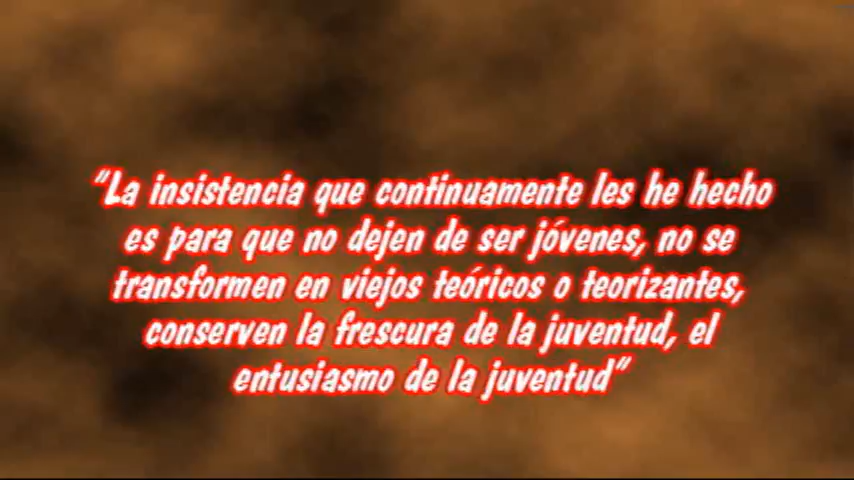 "La insistencia que continuamente les he hecho
es para que no dejen de ser jóvenes, no se
transformen en viejos teóricos o teorizantes,
conserven la frescura de la juventud, el
entusiasmo de la juventud"